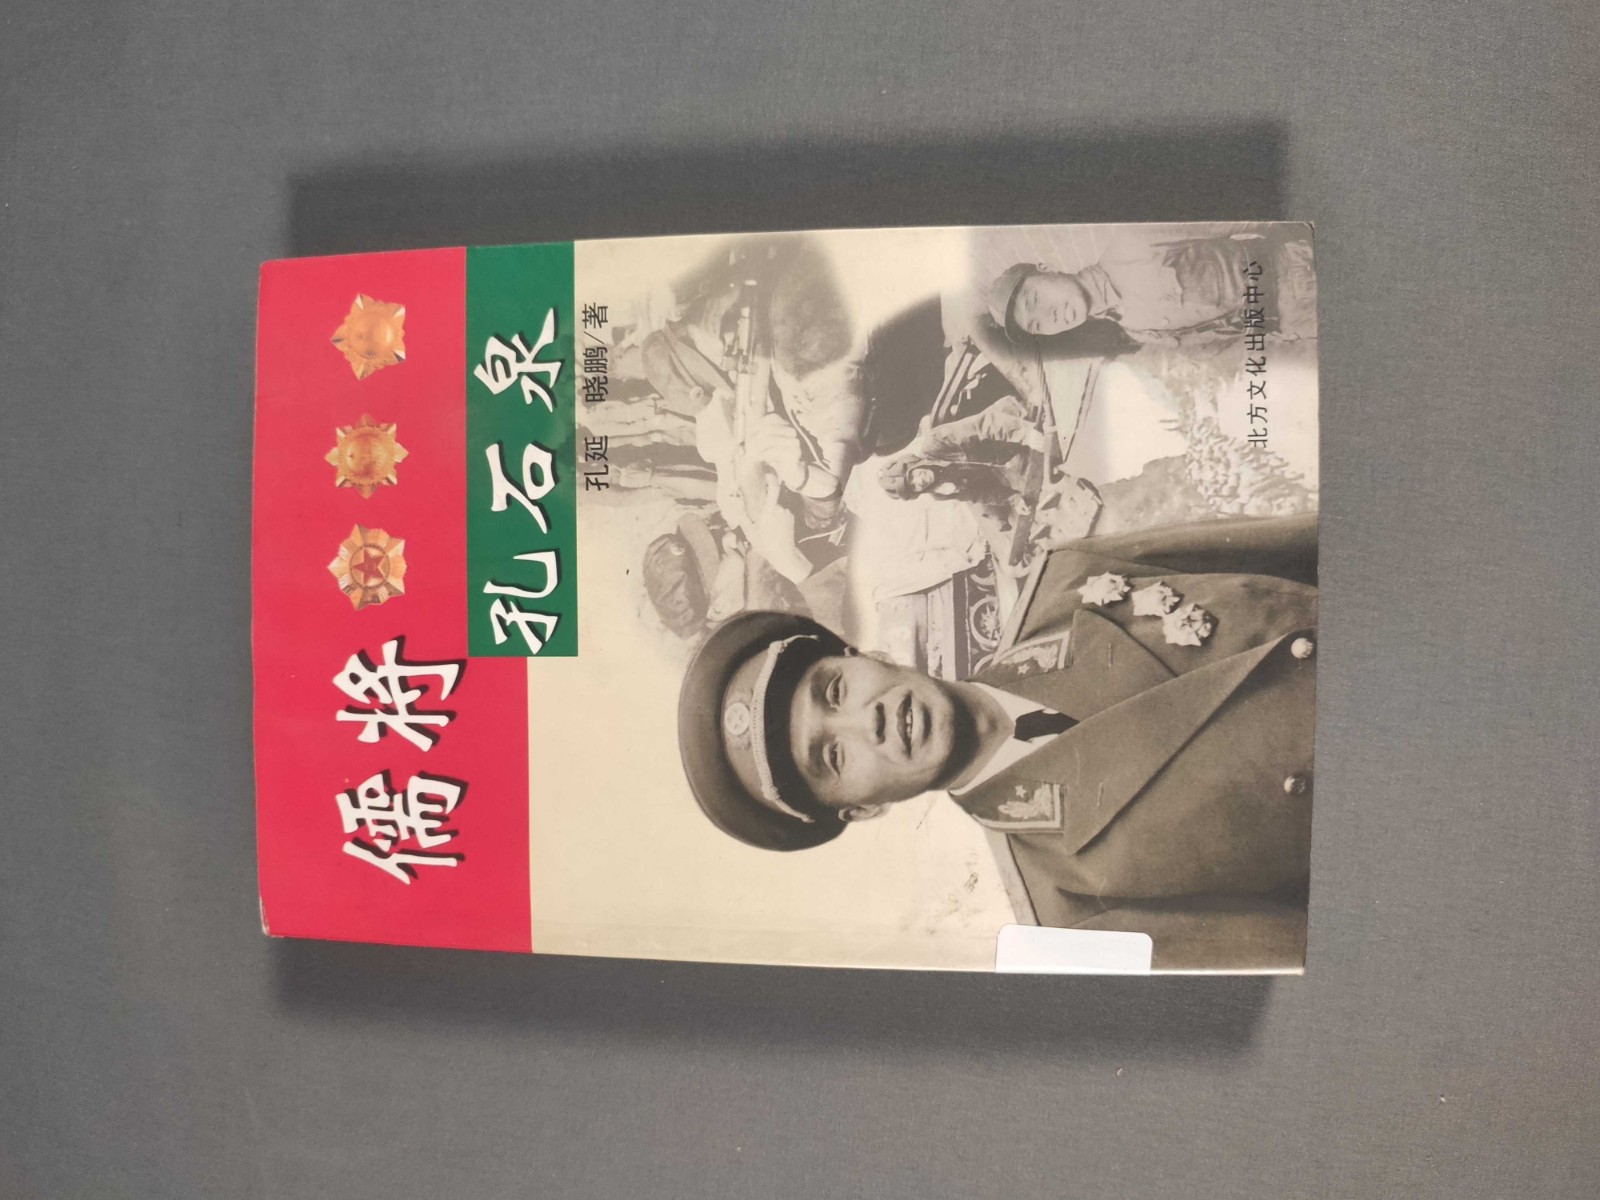 儒将
孔石泉
孔延 晓鹏/著
北方文化出版中心